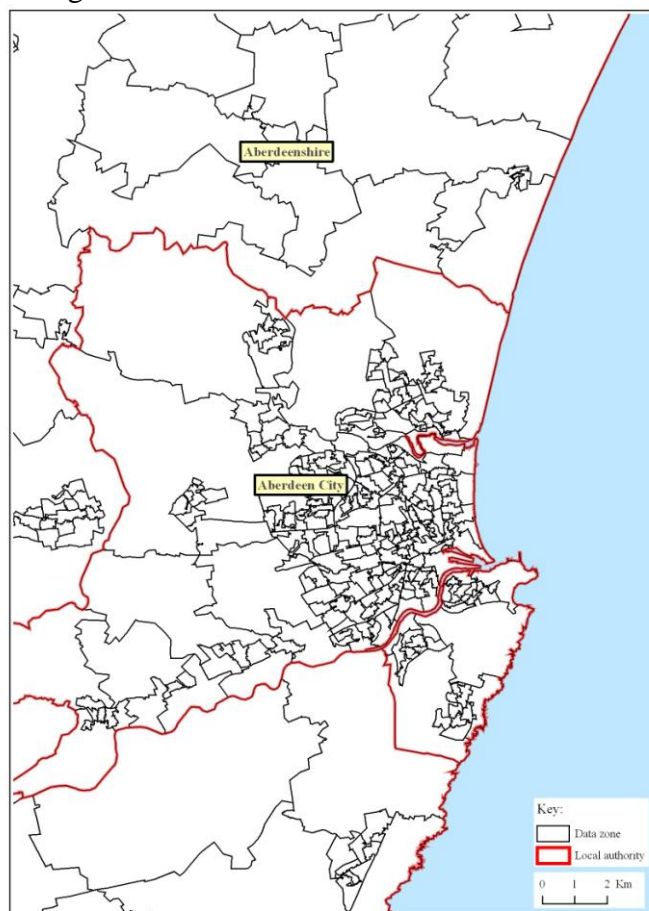 Aberdeenshire
Aberdeen City
Key:
Data zone
Local authority
0 1 2 Km